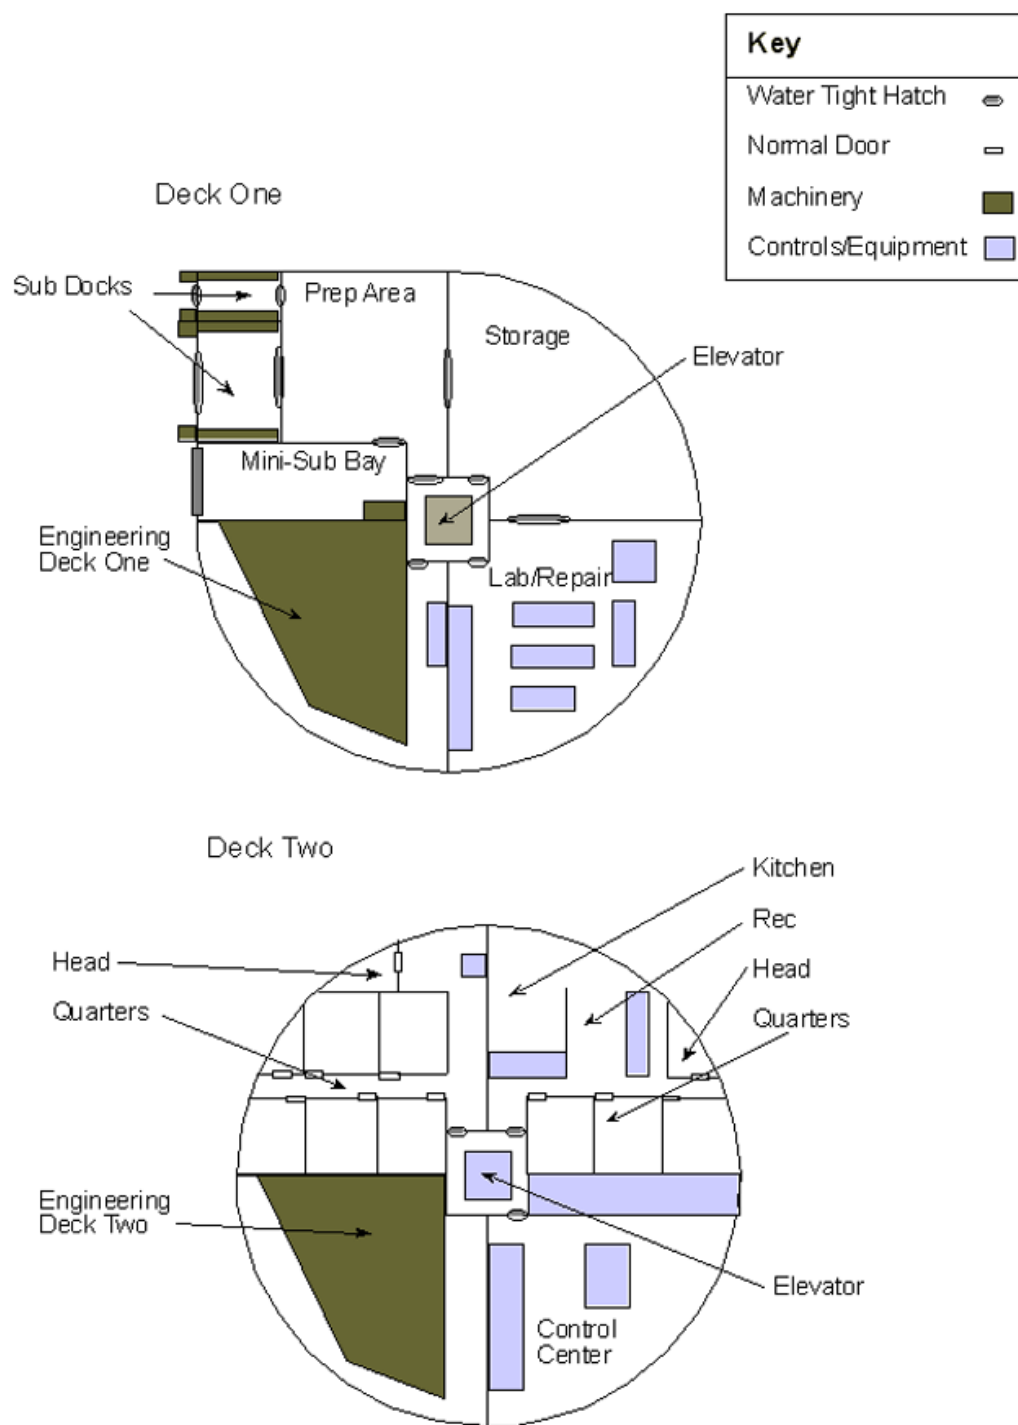 Key
Water Tight Hatch
Normal Door
Machinery
Controls/Equipment
Deck One
Sub Docks
Prep Area
Storage
Elevator
Mini-Sub Bay
Engineering
Deck One
Lab/Repair
Deck Two
Kitchen
Rec
Head
Head
Quarters
Quarters
Engineering
Deck Two
Elevator
Control
Center